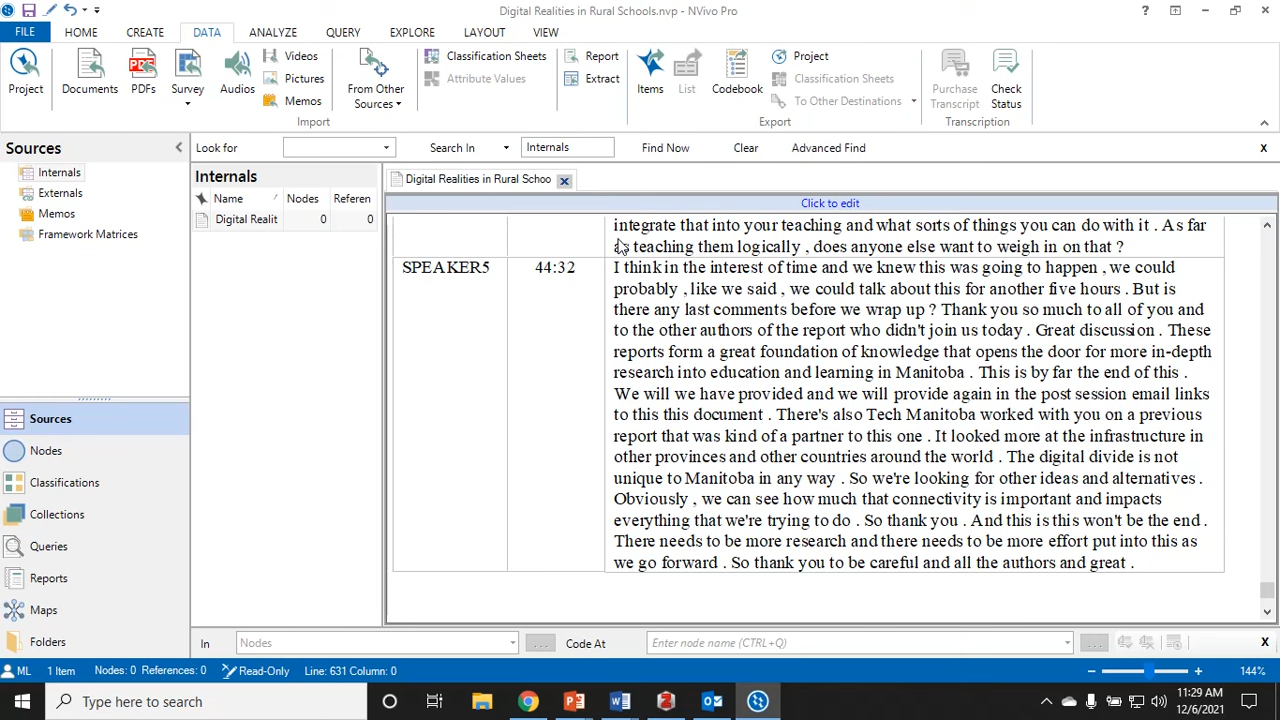 Digital Realities in Rural Schools.nvp - NVivo Pro
FILE HOME CREATE DATA ANALYZE QUERY EXPLORE LAYOUT VIEW
Project
Documents
PDFs
Survey
Audios
Videos
Pictures
Memos
From Other
Sources
Import
Classification Sheets
Attribute Values
Report
Extract
Items
List
Codebook
Project
Classification Sheets
To Other Destinations
Export
Purchase
Transcript
Check
Status
Transcription
Sources
Look for Search In Internals Find Now Clear Advanced Find X
Internals
Externals
Memos
Framework Matrices
Internals
Name Nodes Referen
Digital Realit 0 0
Digital Realities in Rural Schoo
Click to edit
integrate that into your teaching and what sorts of things you can do with it . As far
as teaching them logically , does anyone else want to weigh in on that ?
SPEAKER5 44:32 I think in the interest of time and we knew this was going to happen , we could
probably , like we said , we could talk about this for another five hours . But is
there any last comments before we wrap up ? Thank you so much to all of you and
to the other authors of the report who didn't join us today . Great discussion . These
reports form a great foundation of knowledge that opens the door for more in-depth
research into education and learning in Manitoba . This is by far the end of this .
We will we have provided and we will provide again in the post session email links
to this this document . There's also Tech Manitoba worked with you on a previous
report that was kind of a partner to this one . It looked more at the infrastructure in
other provinces and other countries around the world . The digital divide is not
unique to Manitoba in any way . So we're looking for other ideas and alternatives .
Obviously , we can see how much that connectivity is important and impacts
everything that we're trying to do . So thank you . And this is this won't be the end .
There needs to be more research and there needs to be more effort put into this as
we go forward . So thank you to be careful and all the authors and great .
Sources
Nodes
Classifications
Collections
Queries
Reports
Maps
Folders
In Nodes ... Code At Enter node name (CTRL+Q) ... X
ML 1 Item Nodes: 0 References: 0 Read-Only Line: 631 Column: 0 144%
Type here to search
11:29 AM
12/6/2021